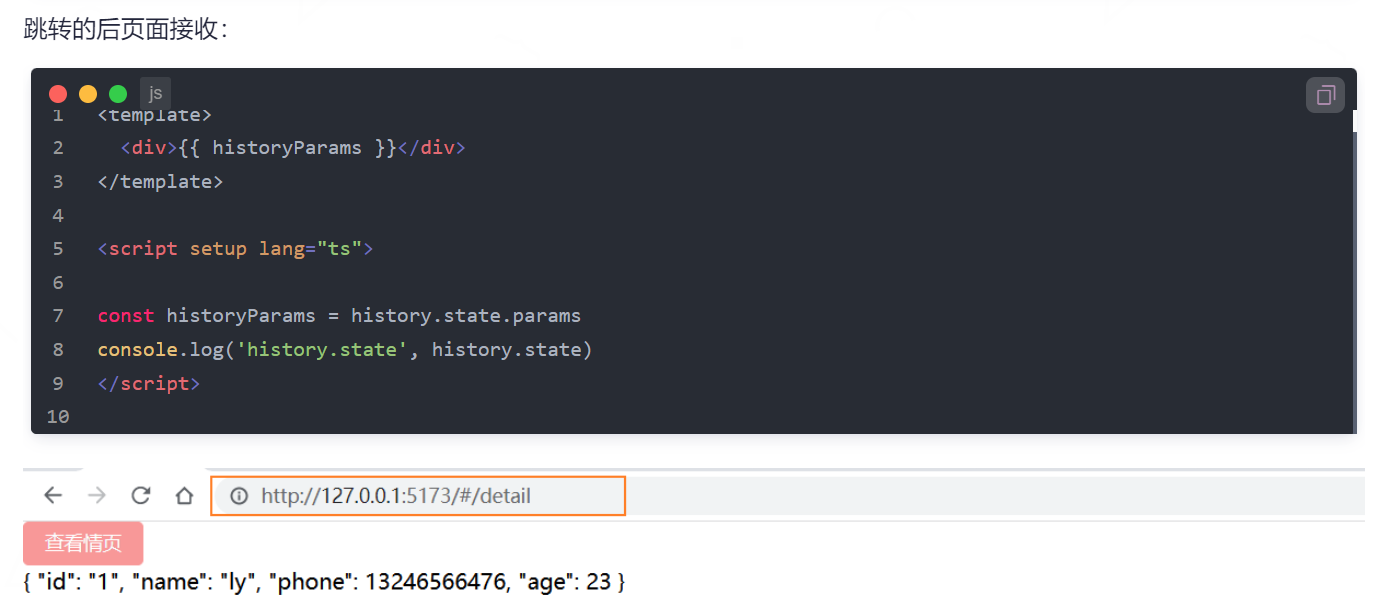 跳转的后页面接收：
js
1 <template>
2   <div>{{ historyParams }}</div>
3 </template>
4
5 <script setup lang="ts">
6
7 const historyParams = history.state.params
8 console.log('history.state', history.state)
9 </script>
10
http://127.0.0.1:5173/#/detail
查看情页
{ "id": "1", "name": "ly", "phone": 13246566476, "age": 23 }